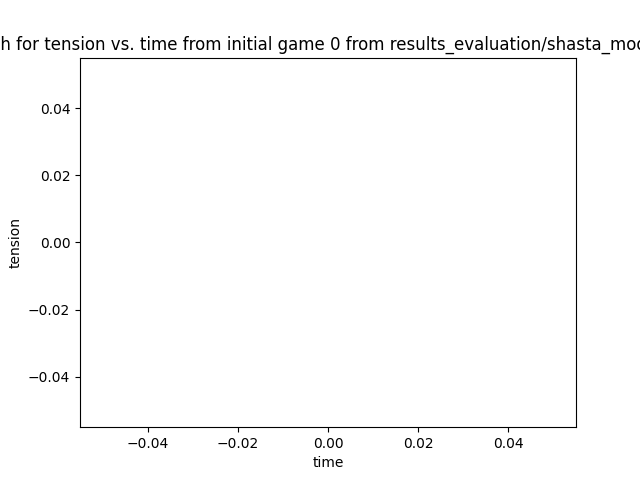 h for tension vs. time from initial game 0 from results_evaluation/shasta_mod
0.04
0.02
0.00
−0.02
−0.04
tension
−0.04 −0.02 0.00 0.02 0.04
time